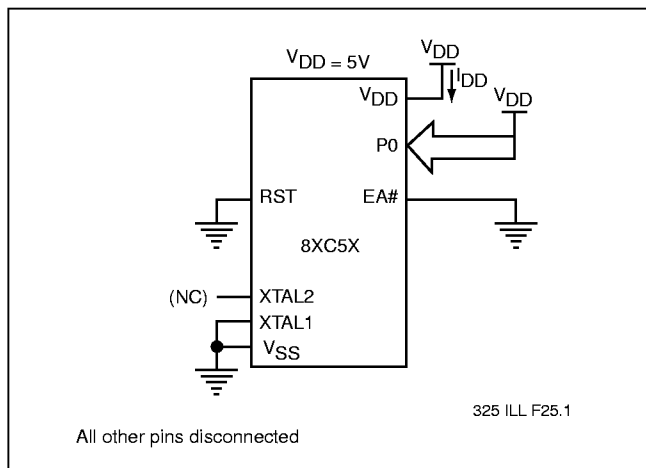 VDD = 5V
VDD
IDD
VDD
VDD
P0
RST
EA#
8XC5X
(NC)
XTAL2
XTAL1
VSS
325 ILL F25.1
All other pins disconnected